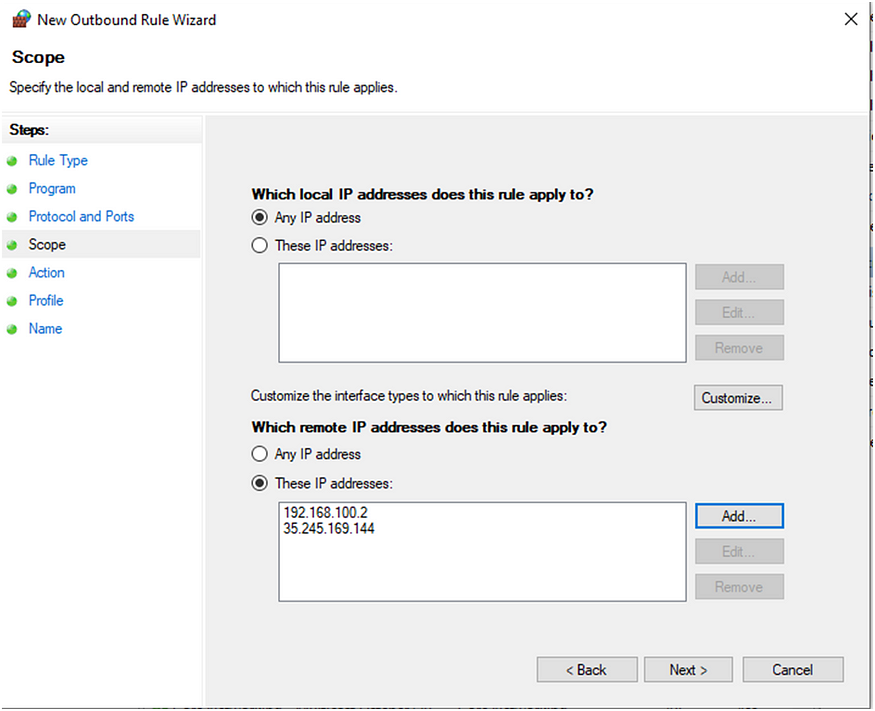 New Outbound Rule Wizard
Scope
Specify the local and remote IP addresses to which this rule applies.
Steps:
Rule Type
Program
Protocol and Ports
Scope
Action
Profile
Name
Which local IP addresses does this rule apply to?
Any IP address
These IP addresses:
Add...
Edit...
Remove
Customize the interface types to which this rule applies:
Customize...
Which remote IP addresses does this rule apply to?
Any IP address
These IP addresses:
192.168.100.2
35.245.169.144
Add...
Edit...
Remove
< Back
Next >
Cancel